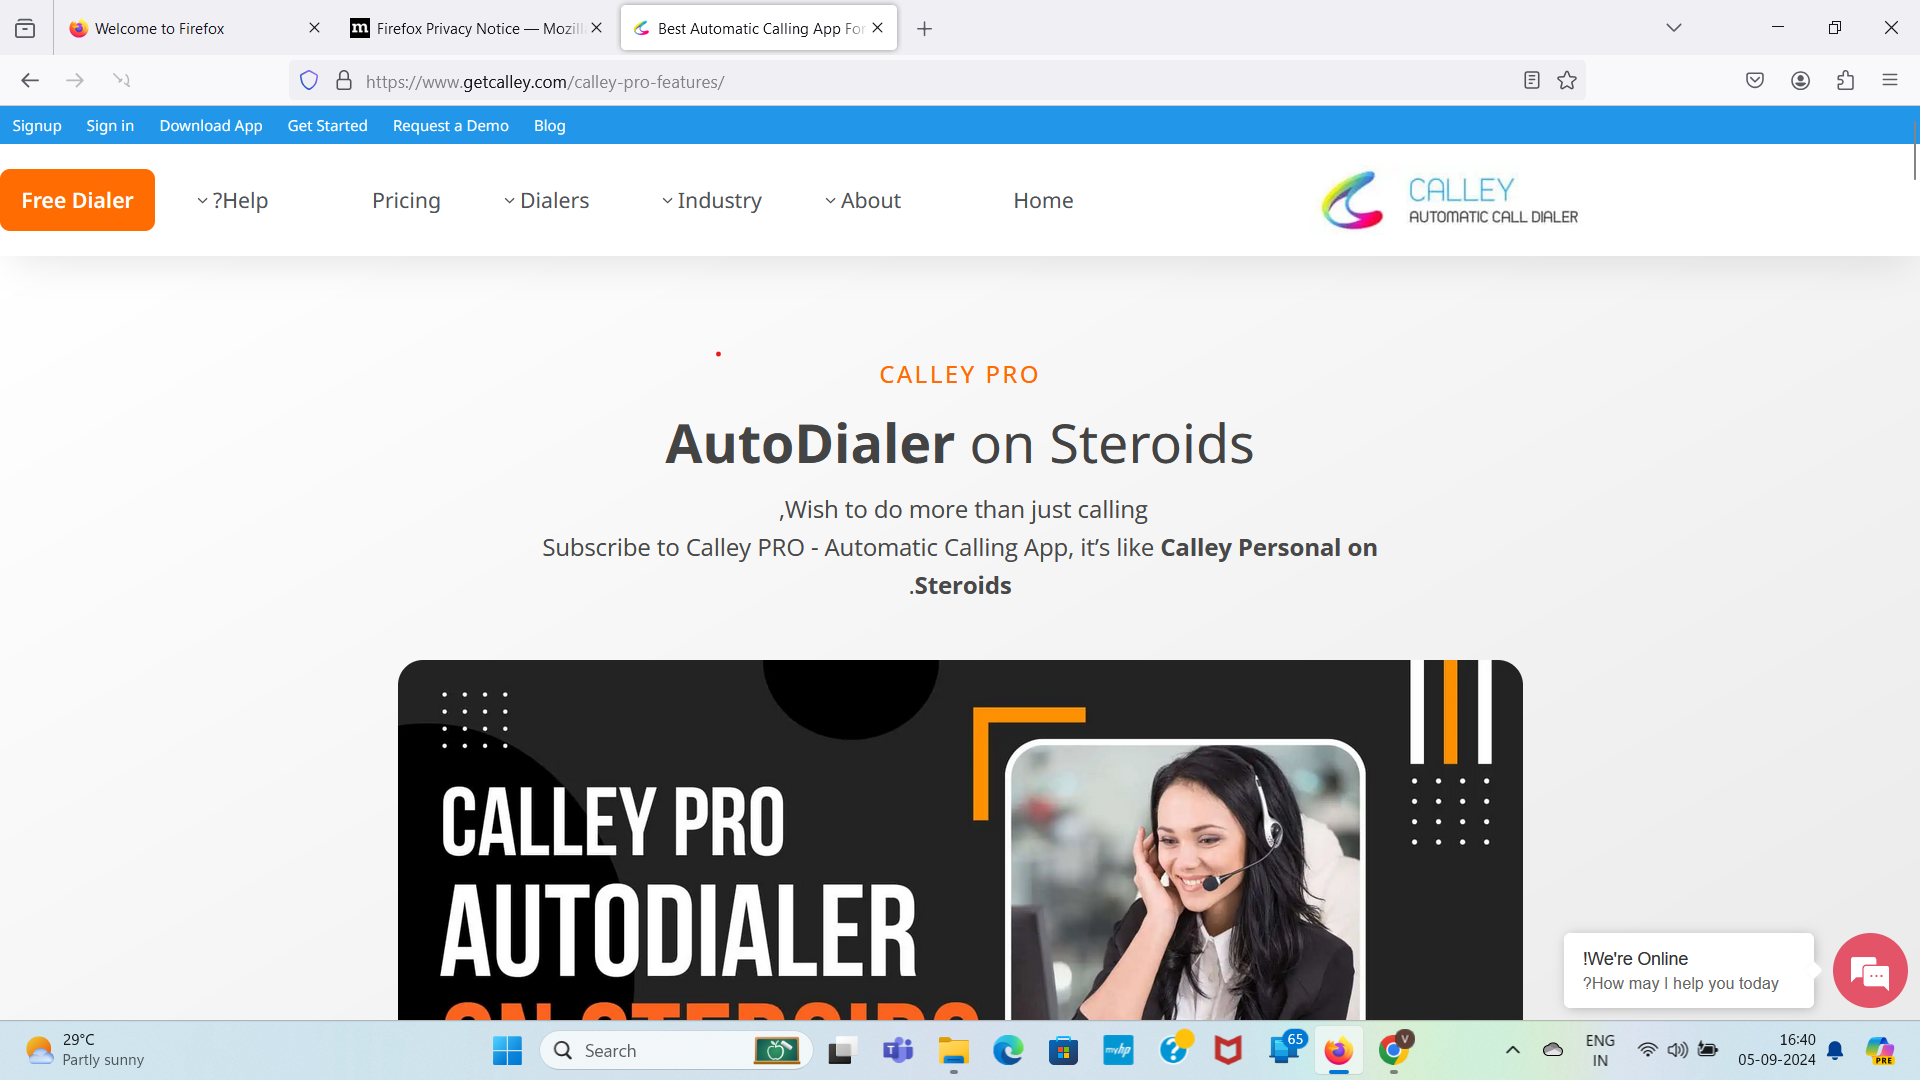 Welcome to Firefox
Firefox Privacy Notice — Mozill
Best Automatic Calling App For
https://www.getcalley.com/calley-pro-features/
Signup Sign in Download App Get Started Request a Demo Blog
Free Dialer ?Help Pricing Dialers Industry About Home
CALLEY
AUTOMATIC CALL DIALER
CALLEY PRO
AutoDialer on Steroids
,Wish to do more than just calling
Subscribe to Calley PRO - Automatic Calling App, it’s like Calley Personal on
.Steroids
CALLEY PRO
AUTODIALER
ON STEROIDS
!We're Online
?How may I help you today
29°C
Partly sunny
Search
myhp
65
V
ENG
IN
16:40
05-09-2024
PRE